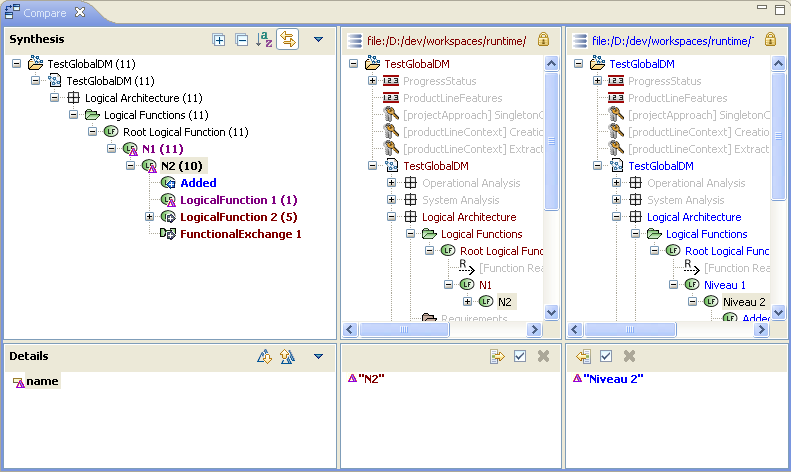 Compare
Synthesis
TestGlobalDM (11)
TestGlobalDM (11)
Logical Architecture (11)
Logical Functions (11)
LF Root Logical Function (11)
LF N1 (11)
LF N2 (10)
Added
LogicalFunction 1 (1)
LogicalFunction 2 (5)
FunctionalExchange 1
file:/D:/dev/workspaces/runtime/
TestGlobalDM
123 ProgressStatus
123 ProductLineFeatures
[projectApproach] SingletonC
[productLineContext] Creatio
[productLineContext] Extract
TestGlobalDM
Operational Analysis
System Analysis
Logical Architecture
Logical Functions
LF Root Logical Func
R [Function Rea
LF N1
LF N2
Requirements
file:/D:/dev/workspaces/runtime/
TestGlobalDM
123 ProgressStatus
123 ProductLineFeatures
[projectApproach] SingletonC
[productLineContext] Creatio
[productLineContext] Extract
TestGlobalDM
Operational Analysis
System Analysis
Logical Architecture
Logical Functions
LF Root Logical Func
R [Function Rea
LF Niveau 1
LF Niveau 2
LF Added
Details
name
"N2"
"Niveau 2"